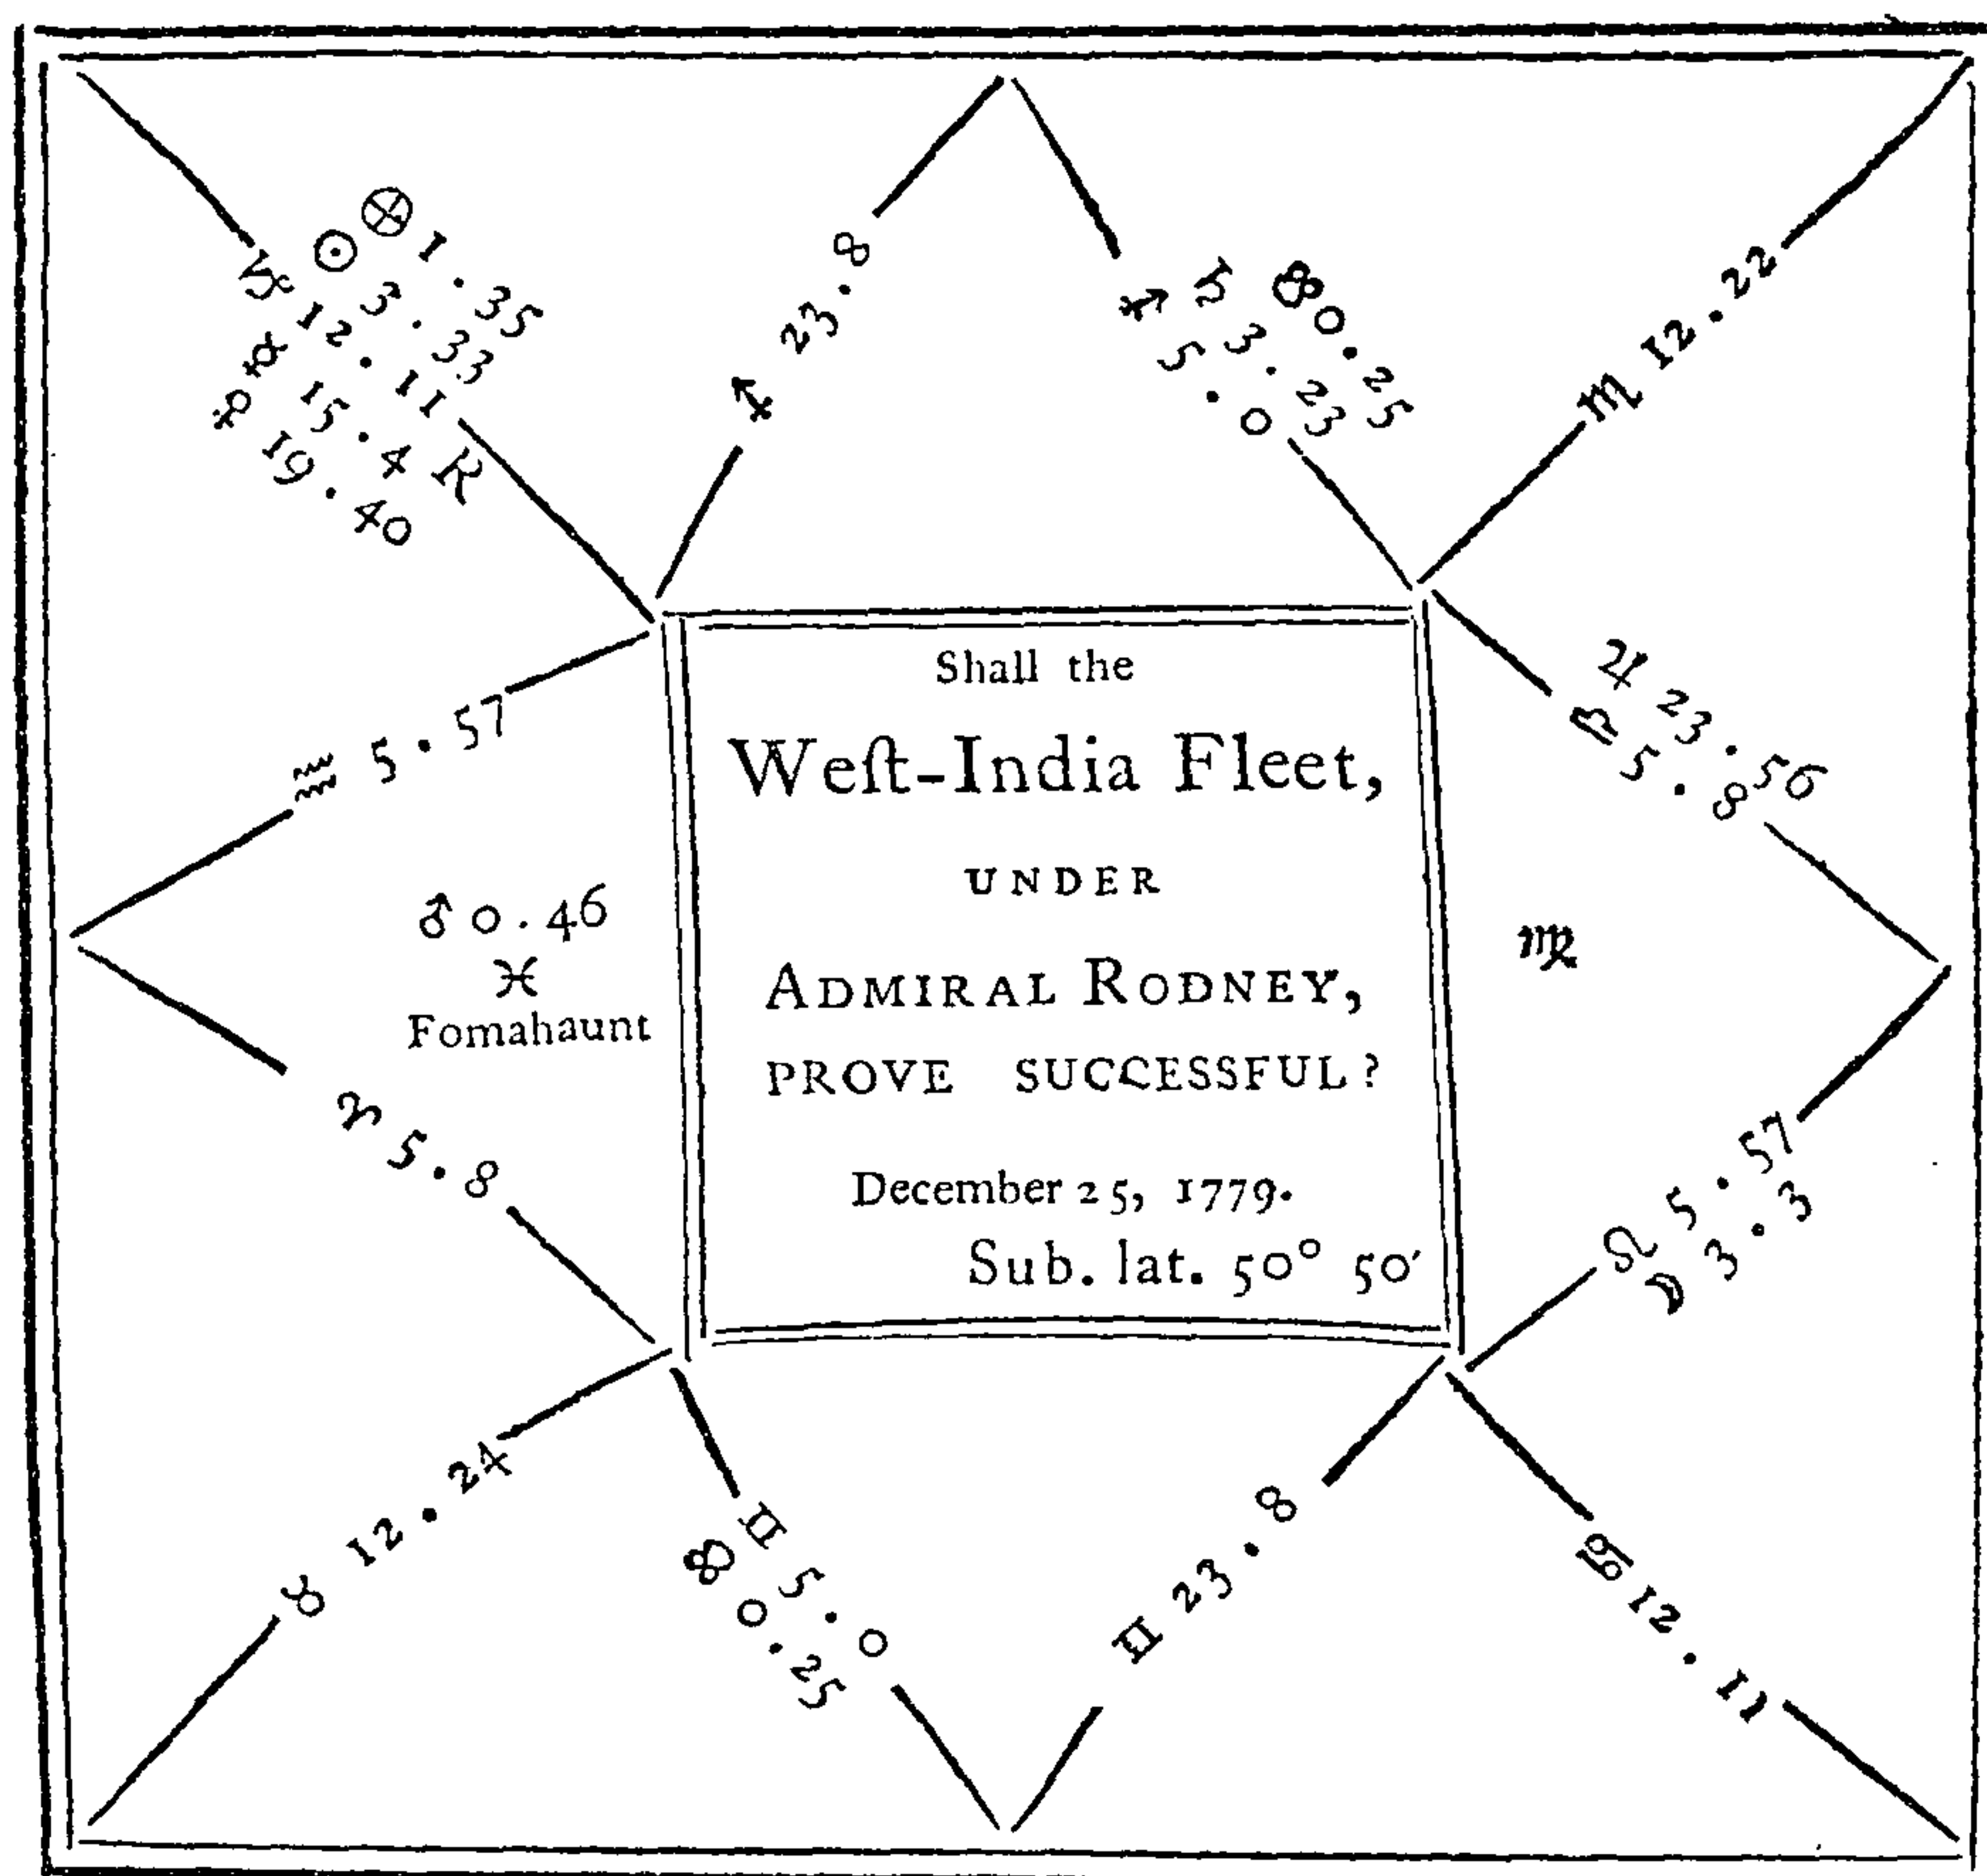 ⊗ 1.35
☉ 3.33
♑ 12.11
☿ 15.4 R
♀ 19.40
♐ 23.8
☋ 0.25
♄ 3.23
♐ 5.0
♏ 12.22
♃ 23.56
♎ 5.8
♒ 5.57
♂ 0.46
♓
Fomahaunt
♈ 5.8
Shall the
Weſt-India Fleet,
UNDER
ADMIRAL RODNEY,
PROVE SUCCESSFUL?
December 25, 1779.
Sub. lat. 50° 50′
♍
♌ 5.57
☽ 3.3
♉ 12.24
♊ 5.0
☊ 0.25
♊ 23.8
♋ 12.11